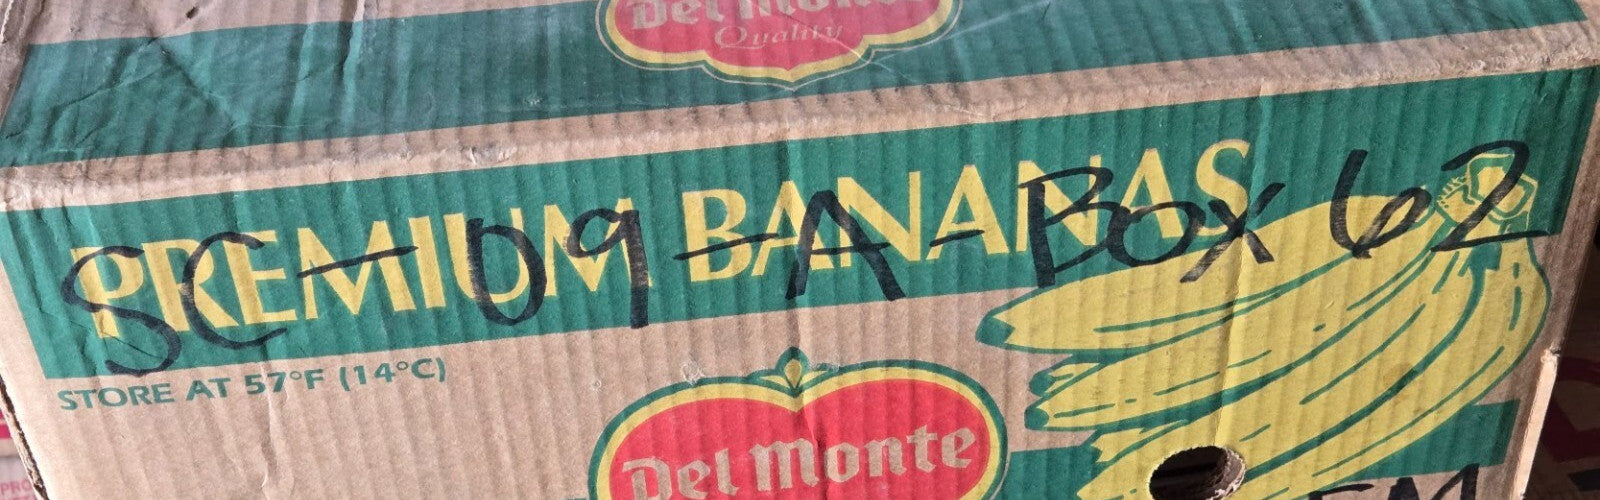 Del Monte
Quality
PREMIUM BANANAS
SC-09-A-Box 62
STORE AT 57°F (14°C)
Del Monte